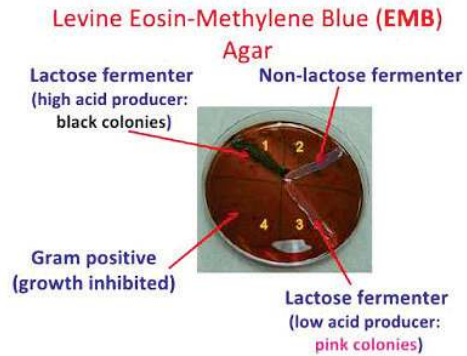 Levine Eosin-Methylene Blue (EMB)
Agar
Lactose fermenter
(high acid producer:
black colonies)
Non-lactose fermenter
1
2
4
3
Gram positive
(growth inhibited)
Lactose fermenter
(low acid producer:
pink colonies)